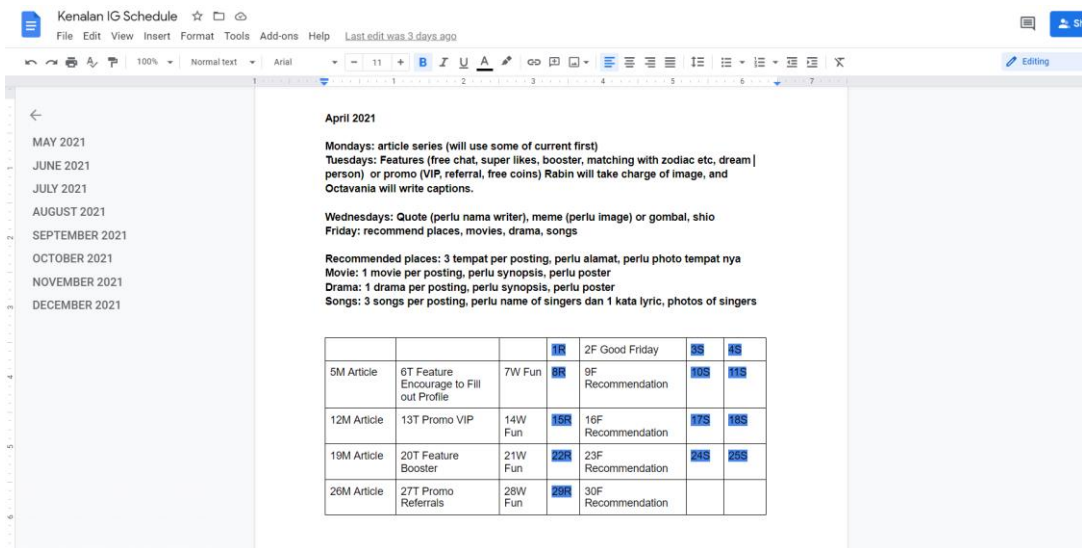 Kenalan IG Schedule
File Edit View Insert Format Tools Add-ons Help Last edit was 3 days ago
100% Normal text Arial 11 B I U A Editing
1 1 2 3 4 5 6 7
MAY 2021
JUNE 2021
JULY 2021
AUGUST 2021
SEPTEMBER 2021
OCTOBER 2021
NOVEMBER 2021
DECEMBER 2021
April 2021
Mondays: article series (will use some of current first)
Tuesdays: Features (free chat, super likes, booster, matching with zodiac etc, dream
person) or promo (VIP, referral, free coins) Rabin will take charge of image, and
Octavania will write captions.
Wednesdays: Quote (perlu nama writer), meme (perlu image) or gombal, shio
Friday: recommend places, movies, drama, songs
Recommended places: 3 tempat per posting, perlu alamat, perlu photo tempat nya
Movie: 1 movie per posting, perlu synopsis, perlu poster
Drama: 1 drama per posting, perlu synopsis, perlu poster
Songs: 3 songs per posting, perlu name of singers dan 1 kata lyric, photos of singers
1R 2F Good Friday 3S 4S
5M Article 6T Feature 7W Fun 8R 9F 10S 11S
Encourage to Fill Recommendation
out Profile
12M Article 13T Promo VIP 14W 15R 16F 17S 18S
Fun Recommendation
19M Article 20T Feature 21W 22R 23F 24S 25S
Booster Fun Recommendation
26M Article 27T Promo 28W 29R 30F
Referrals Fun Recommendation